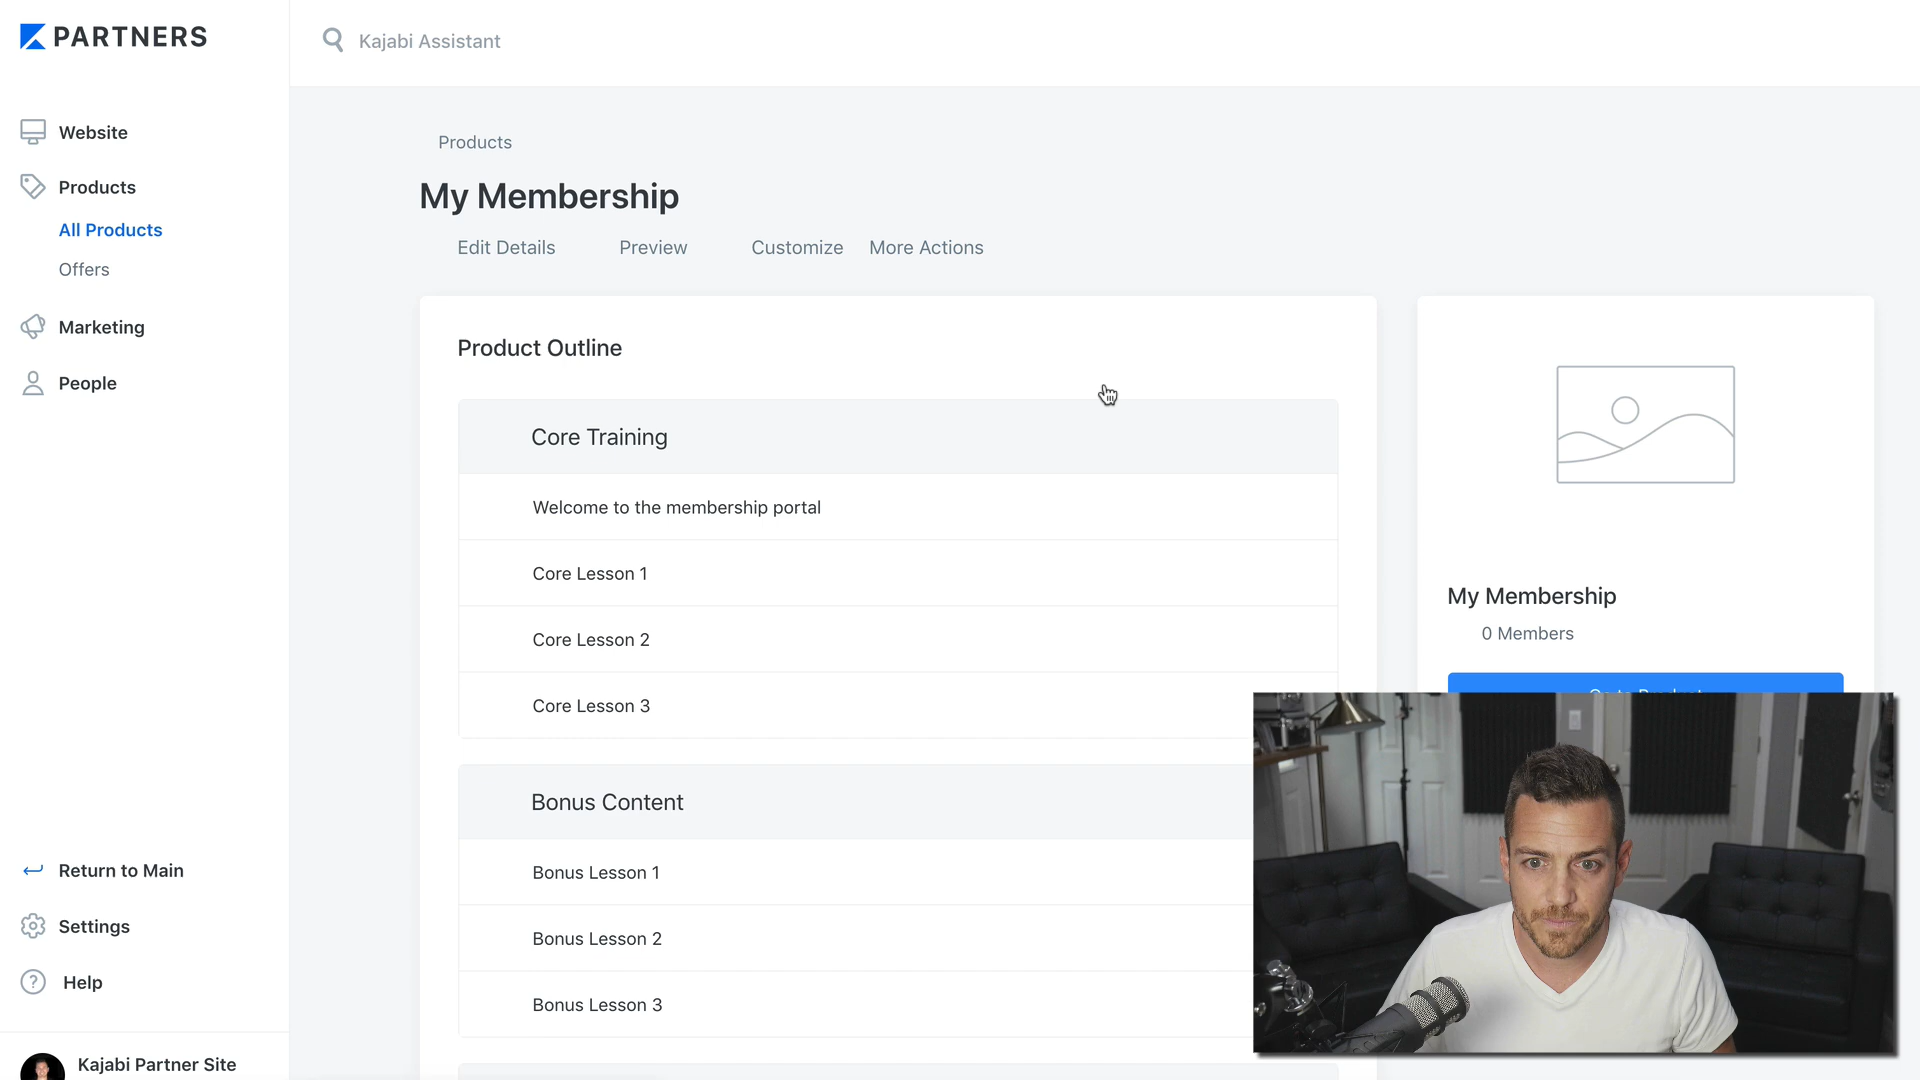 PARTNERS
Kajabi Assistant
Website
Products
All Products
Offers
Marketing
People
Return to Main
Settings
Help
Kajabi Partner Site
Products
My Membership
Edit Details
Preview
Customize
More Actions
Product Outline
Core Training
Welcome to the membership portal
Core Lesson 1
Core Lesson 2
Core Lesson 3
Bonus Content
Bonus Lesson 1
Bonus Lesson 2
Bonus Lesson 3
My Membership
0 Members